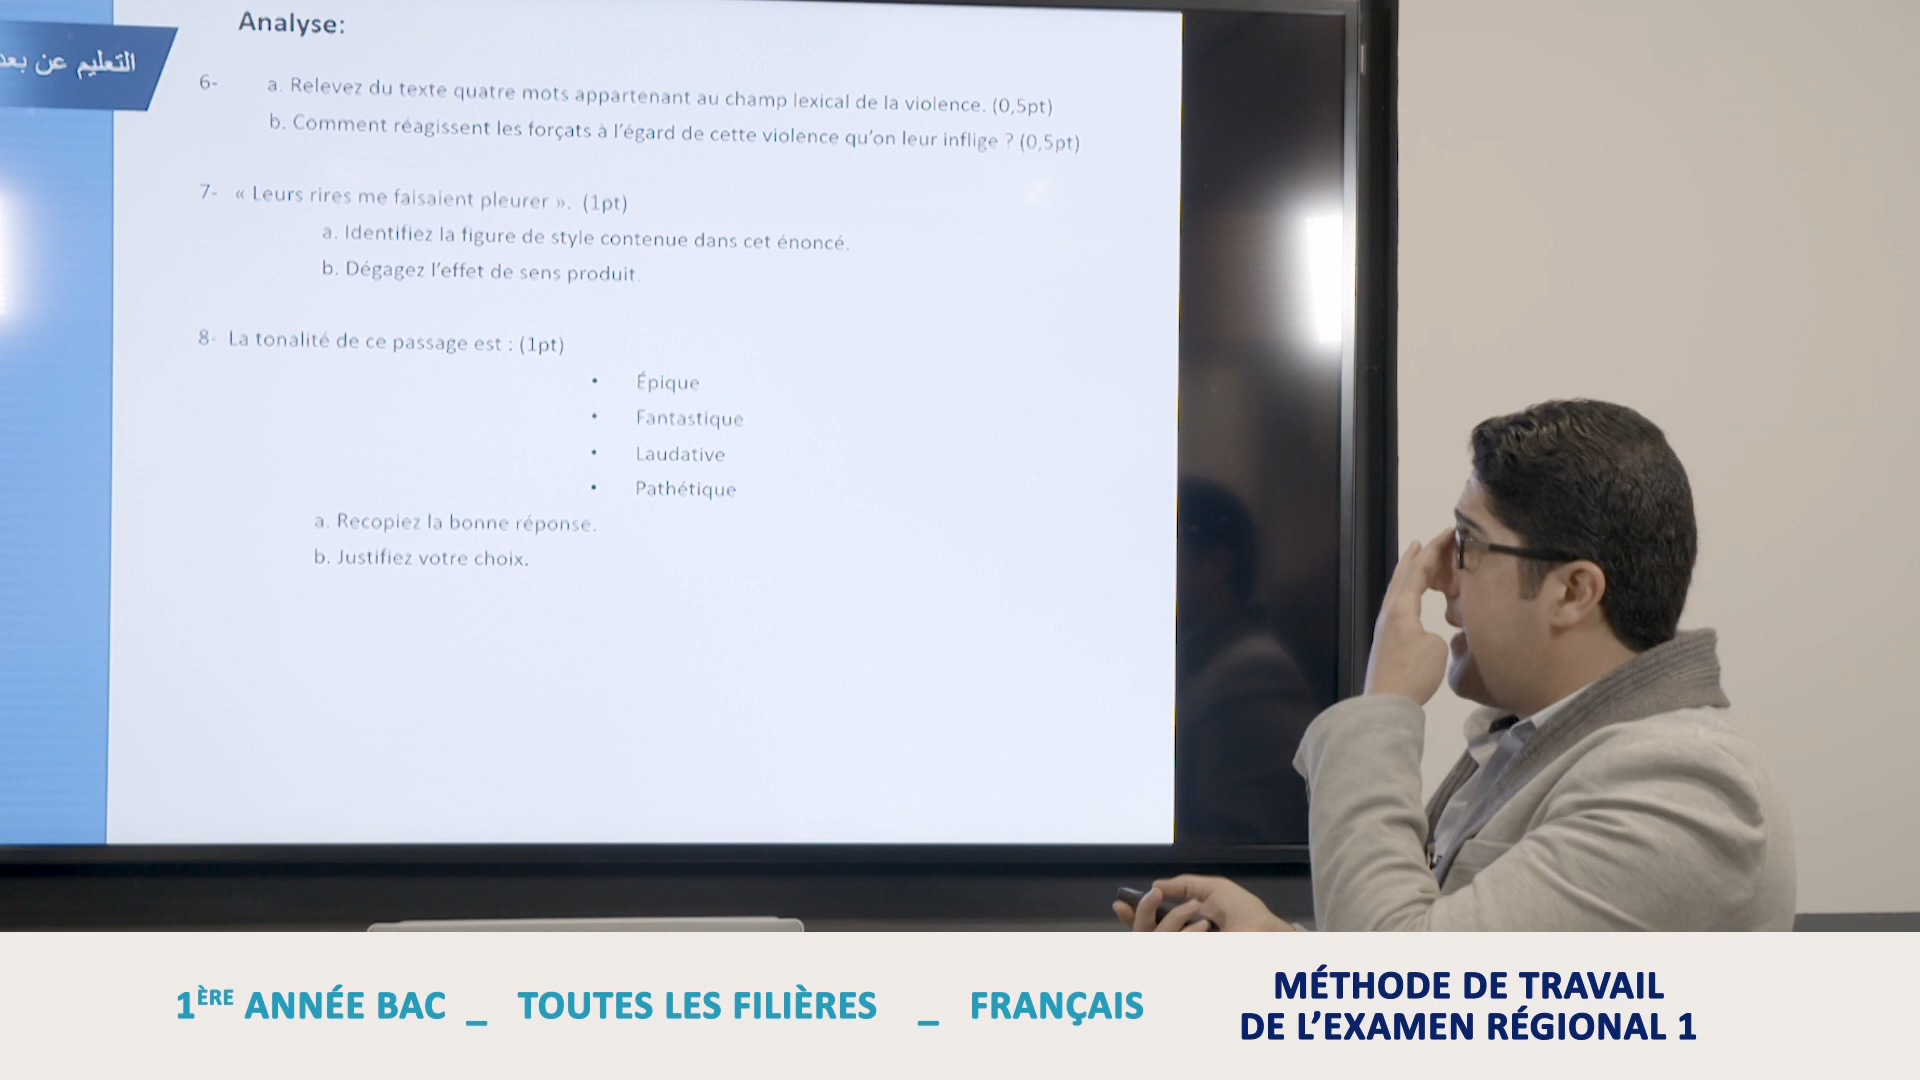 Analyse:
التعليم عن بعد
6- a. Relevez du texte quatre mots appartenant au champ lexical de la violence. (0,5pt)
b. Comment réagissent les forçats à l’égard de cette violence qu’on leur inflige ? (0,5pt)
7- « Leurs rires me faisaient pleurer ». (1pt)
a. Identifiez la figure de style contenue dans cet énoncé.
b. Dégagez l’effet de sens produit.
8- La tonalité de ce passage est : (1pt)
• Épique
• Fantastique
• Laudative
• Pathétique
a. Recopiez la bonne réponse.
b. Justifiez votre choix.
1ÈRE ANNÉE BAC _ TOUTES LES FILIÈRES _ FRANÇAIS
MÉTHODE DE TRAVAIL
DE L’EXAMEN RÉGIONAL 1